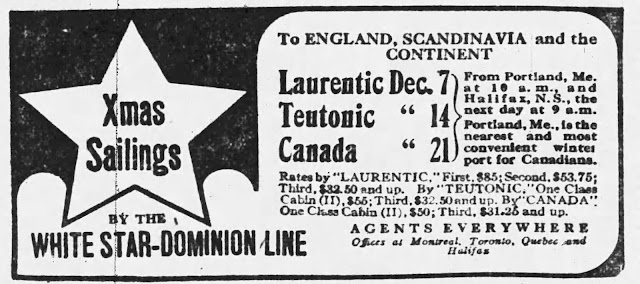 Xmas
Sailings
BY THE
WHITE STAR-DOMINION LINE
To ENGLAND, SCANDINAVIA and the
CONTINENT
Laurentic Dec. 7
Teutonic " 14
Canada " 21
From Portland, Me.
at 10 a.m., and
Halifax, N.S., the
next day at 9 a.m.
Portland, Me., is the
nearest and most
convenient winter
port for Canadians.
Rates by "LAURENTIC," First, $85; Second, $53.75;
Third, $32.50 and up. By "TEUTONIC," One Class
Cabin (II), $55; Third, $32.50 and up. By "CANADA"
One Class Cabin (II), $50; Third, $31.25 and up.
AGENTS EVERYWHERE
Offices at Montreal, Toronto, Quebec and
Halifax